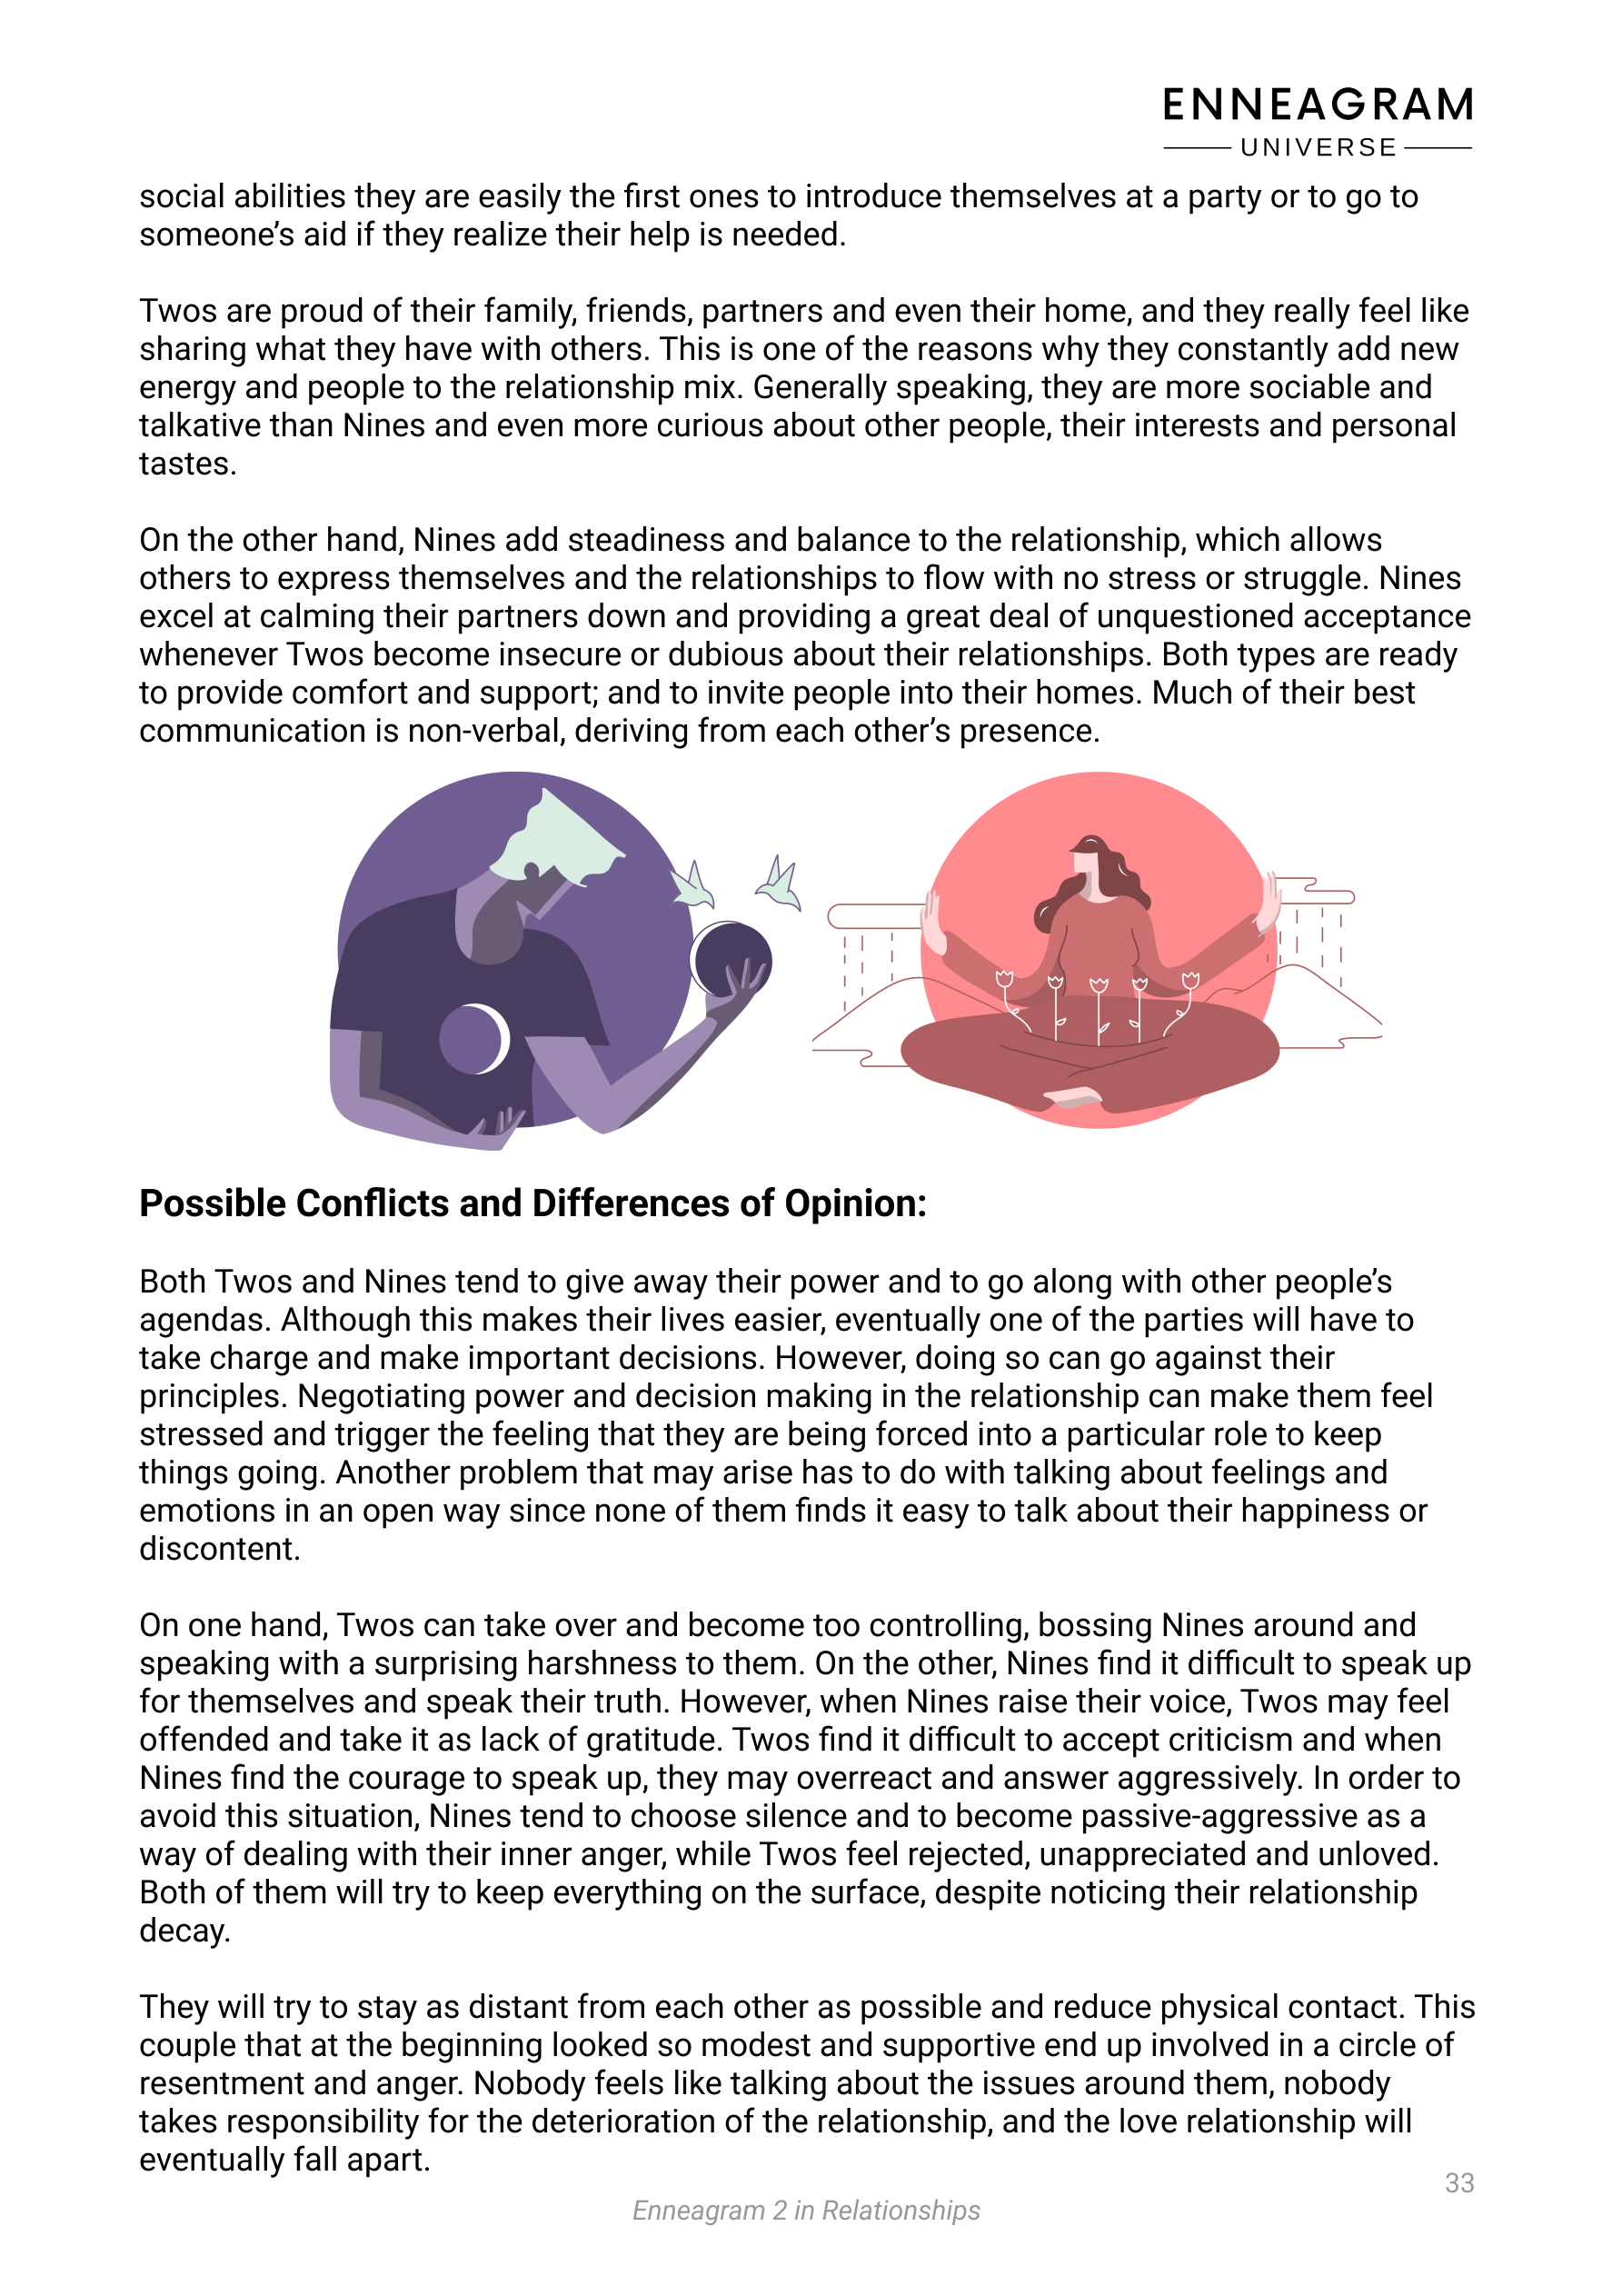 ENNEAGRAM
UNIVERSE
social abilities they are easily the first ones to introduce themselves at a party or to go to
someone’s aid if they realize their help is needed.
Twos are proud of their family, friends, partners and even their home, and they really feel like
sharing what they have with others. This is one of the reasons why they constantly add new
energy and people to the relationship mix. Generally speaking, they are more sociable and
talkative than Nines and even more curious about other people, their interests and personal
tastes.
On the other hand, Nines add steadiness and balance to the relationship, which allows
others to express themselves and the relationships to flow with no stress or struggle. Nines
excel at calming their partners down and providing a great deal of unquestioned acceptance
whenever Twos become insecure or dubious about their relationships. Both types are ready
to provide comfort and support; and to invite people into their homes. Much of their best
communication is non-verbal, deriving from each other’s presence.
Possible Conflicts and Differences of Opinion:
Both Twos and Nines tend to give away their power and to go along with other people’s
agendas. Although this makes their lives easier, eventually one of the parties will have to
take charge and make important decisions. However, doing so can go against their
principles. Negotiating power and decision making in the relationship can make them feel
stressed and trigger the feeling that they are being forced into a particular role to keep
things going. Another problem that may arise has to do with talking about feelings and
emotions in an open way since none of them finds it easy to talk about their happiness or
discontent.
On one hand, Twos can take over and become too controlling, bossing Nines around and
speaking with a surprising harshness to them. On the other, Nines find it difficult to speak up
for themselves and speak their truth. However, when Nines raise their voice, Twos may feel
offended and take it as lack of gratitude. Twos find it difficult to accept criticism and when
Nines find the courage to speak up, they may overreact and answer aggressively. In order to
avoid this situation, Nines tend to choose silence and to become passive-aggressive as a
way of dealing with their inner anger, while Twos feel rejected, unappreciated and unloved.
Both of them will try to keep everything on the surface, despite noticing their relationship
decay.
They will try to stay as distant from each other as possible and reduce physical contact. This
couple that at the beginning looked so modest and supportive end up involved in a circle of
resentment and anger. Nobody feels like talking about the issues around them, nobody
takes responsibility for the deterioration of the relationship, and the love relationship will
eventually fall apart.
33
Enneagram 2 in Relationships